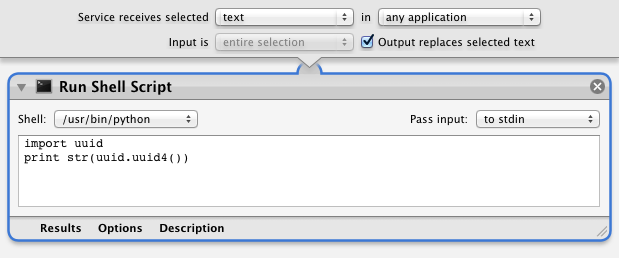 Service receives selected text in any application
Input is entire selection Output replaces selected text
Run Shell Script
Shell: /usr/bin/python Pass input: to stdin
import uuid
print str(uuid.uuid4())
Results Options Description